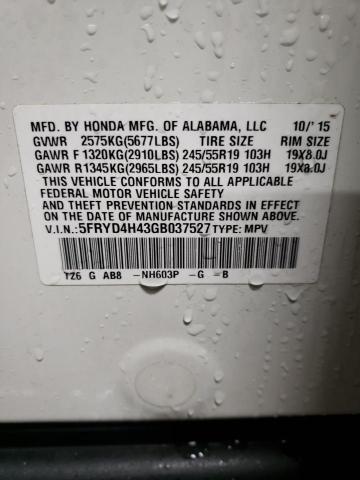 MFD. BY HONDA MFG. OF ALABAMA, LLC 10/'15
GVWR 2575KG(5677LBS) TIRE SIZE RIM SIZE
GAWR F 1320KG(2910LBS) 245/55R19 103H 19X8.0J
GAWR R 1345KG(2965LBS) 245/55R19 103H 19X8.0J
THIS VEHICLE CONFORMS TO ALL APPLICABLE
FEDERAL MOTOR VEHICLE SAFETY
AND THEFT PREVENTION STANDARDS IN EFFECT
ON THE DATE OF MANUFACTURE SHOWN ABOVE.
V.I.N.:5FRYD4H43GB037527 TYPE: MPV
TZ6 G AB8 -NH603P -G -B